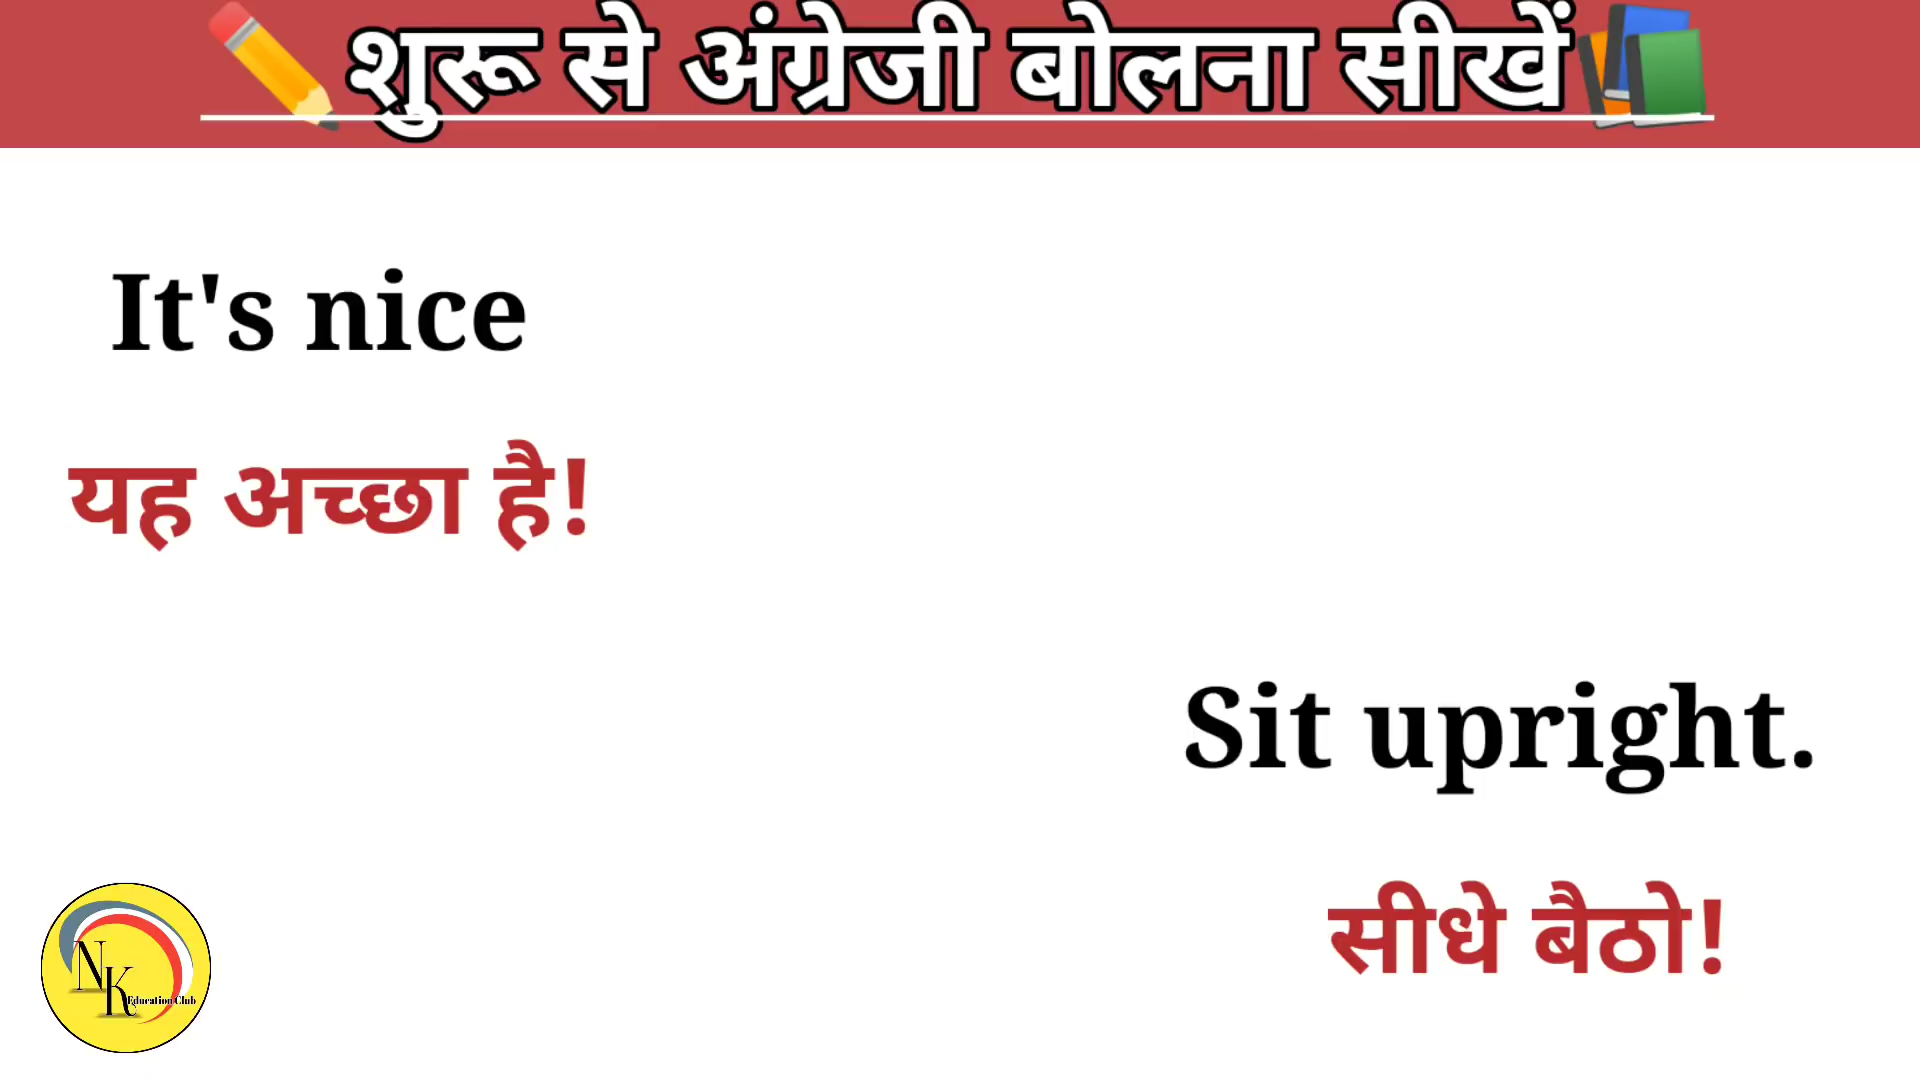 शुरू से अंग्रेजी बोलना सीखें
It's nice
यह अच्छा है!
Sit upright.
सीधे बैठो!
NK
Education Club